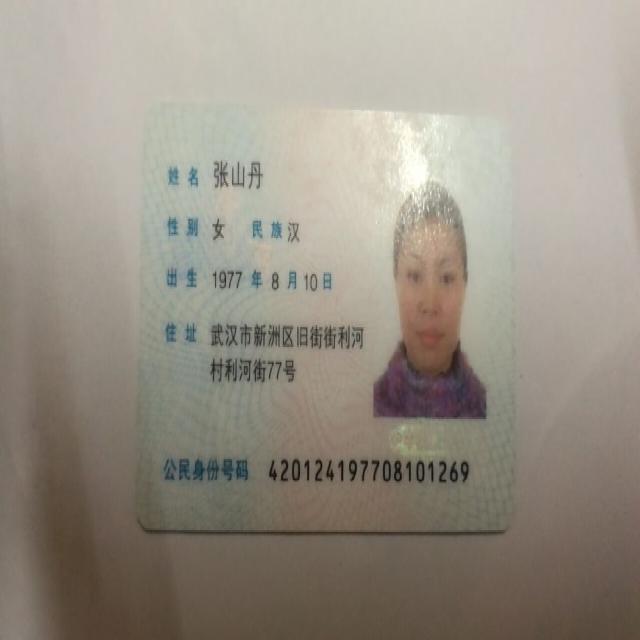 姓名 张山丹
性别 女 民族 汉
出生 1977 年 8 月 10 日
住址 武汉市新洲区旧街街利河
村利河街77号
公民身份号码 420124197708101269